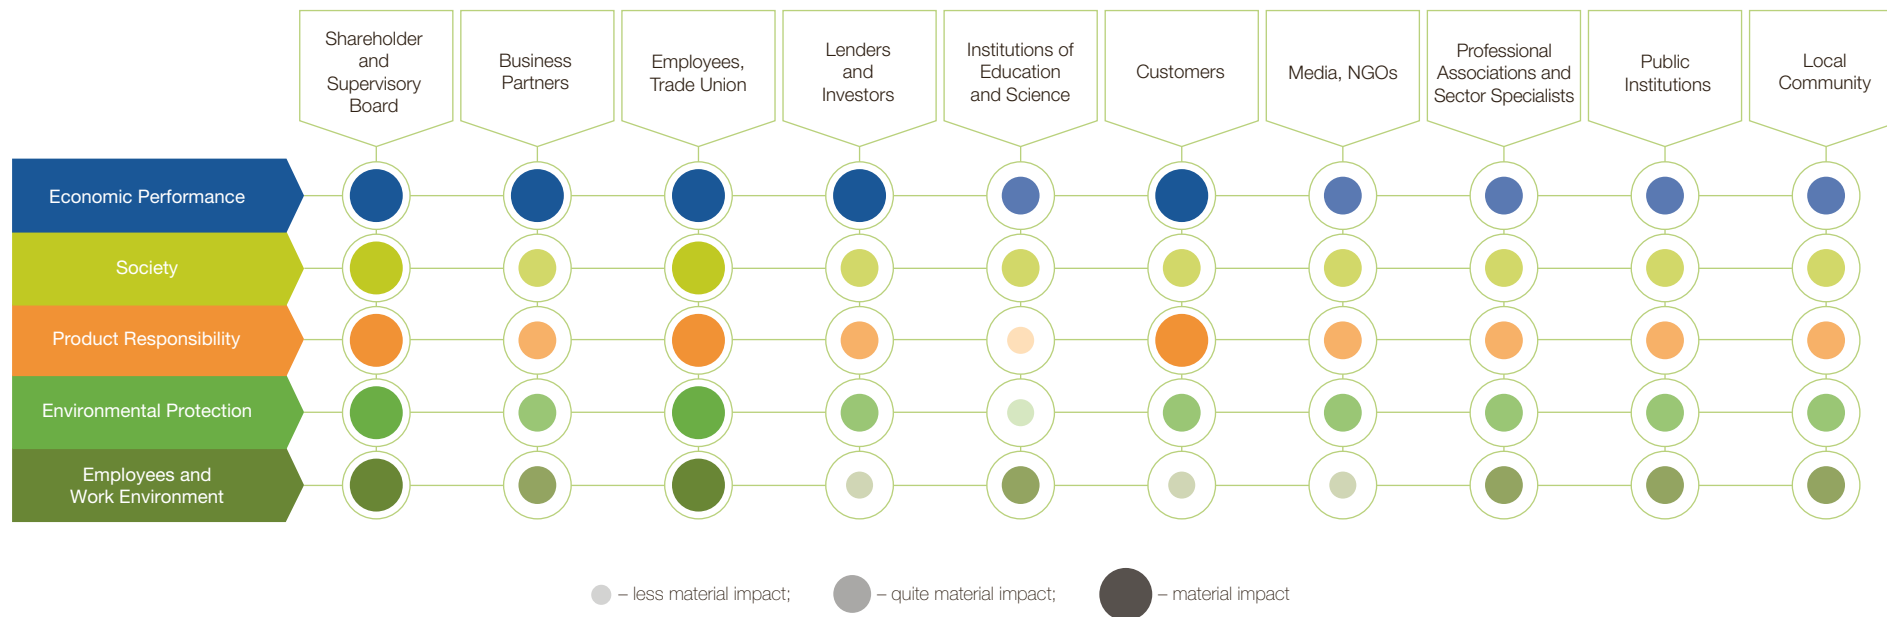 Shareholder
and
Supervisory
Board
Business
Partners
Employees,
Trade Union
Lenders
and
Investors
Institutions of
Education
and Science
Customers
Media, NGOs
Professional
Associations and
Sector Specialists
Public
Institutions
Local
Community
Economic Performance
Society
Product Responsibility
Environmental Protection
Employees and
Work Environment
– less material impact;
– quite material impact;
– material impact